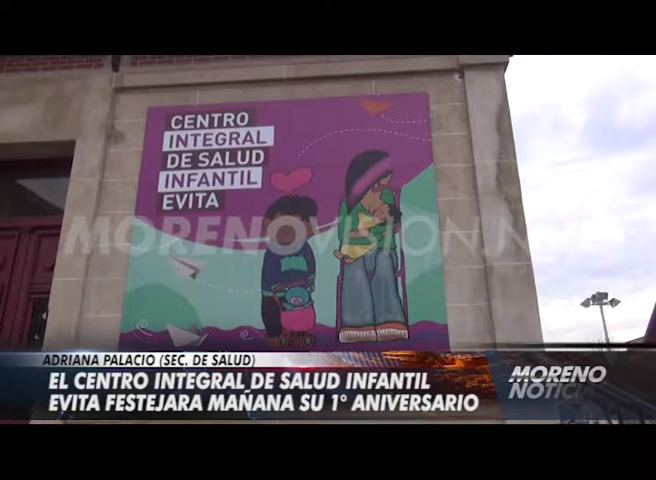 CENTRO
INTEGRAL
DE SALUD
INFANTIL
EVITA
MORENOVISION.N
ADRIANA PALACIO (SEC. DE SALUD)
EL CENTRO INTEGRAL DE SALUD INFANTIL
EVITA FESTEJARA MAÑANA SU 1° ANIVERSARIO
MORENO
NOTICI